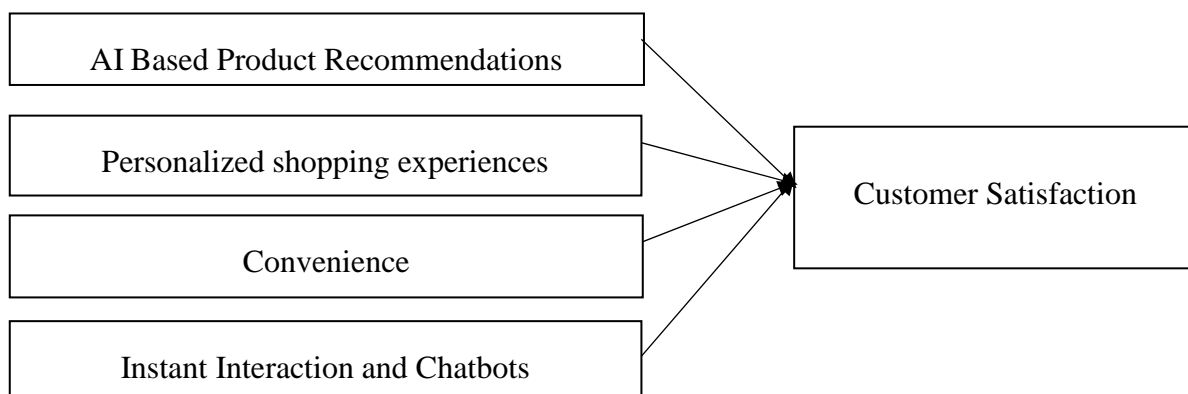 AI Based Product Recommendations
Personalized shopping experiences
Convenience
Instant Interaction and Chatbots
Customer Satisfaction